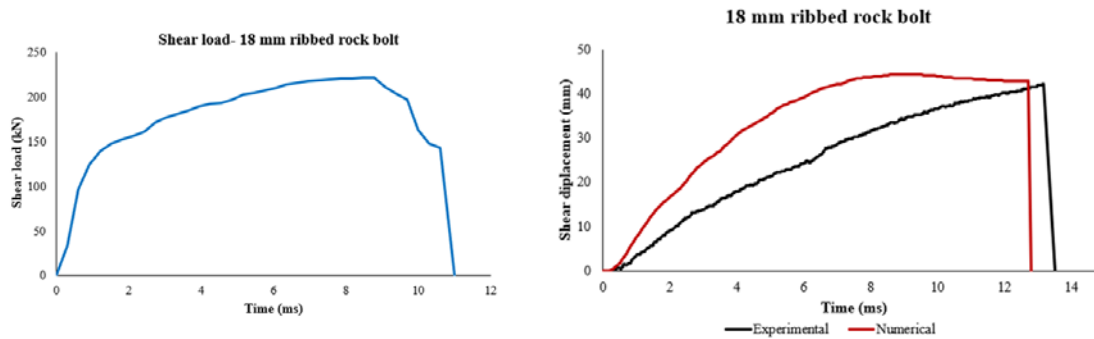 Shear load- 18 mm ribbed rock bolt
250
200
150
100
50
0
Shear load (kN)
0 2 4 6 8 10 12
Time (ms)
18 mm ribbed rock bolt
50
40
30
20
10
0
Shear diplacement (mm)
0 2 4 6 8 10 12 14
Time (ms)
Experimental Numerical